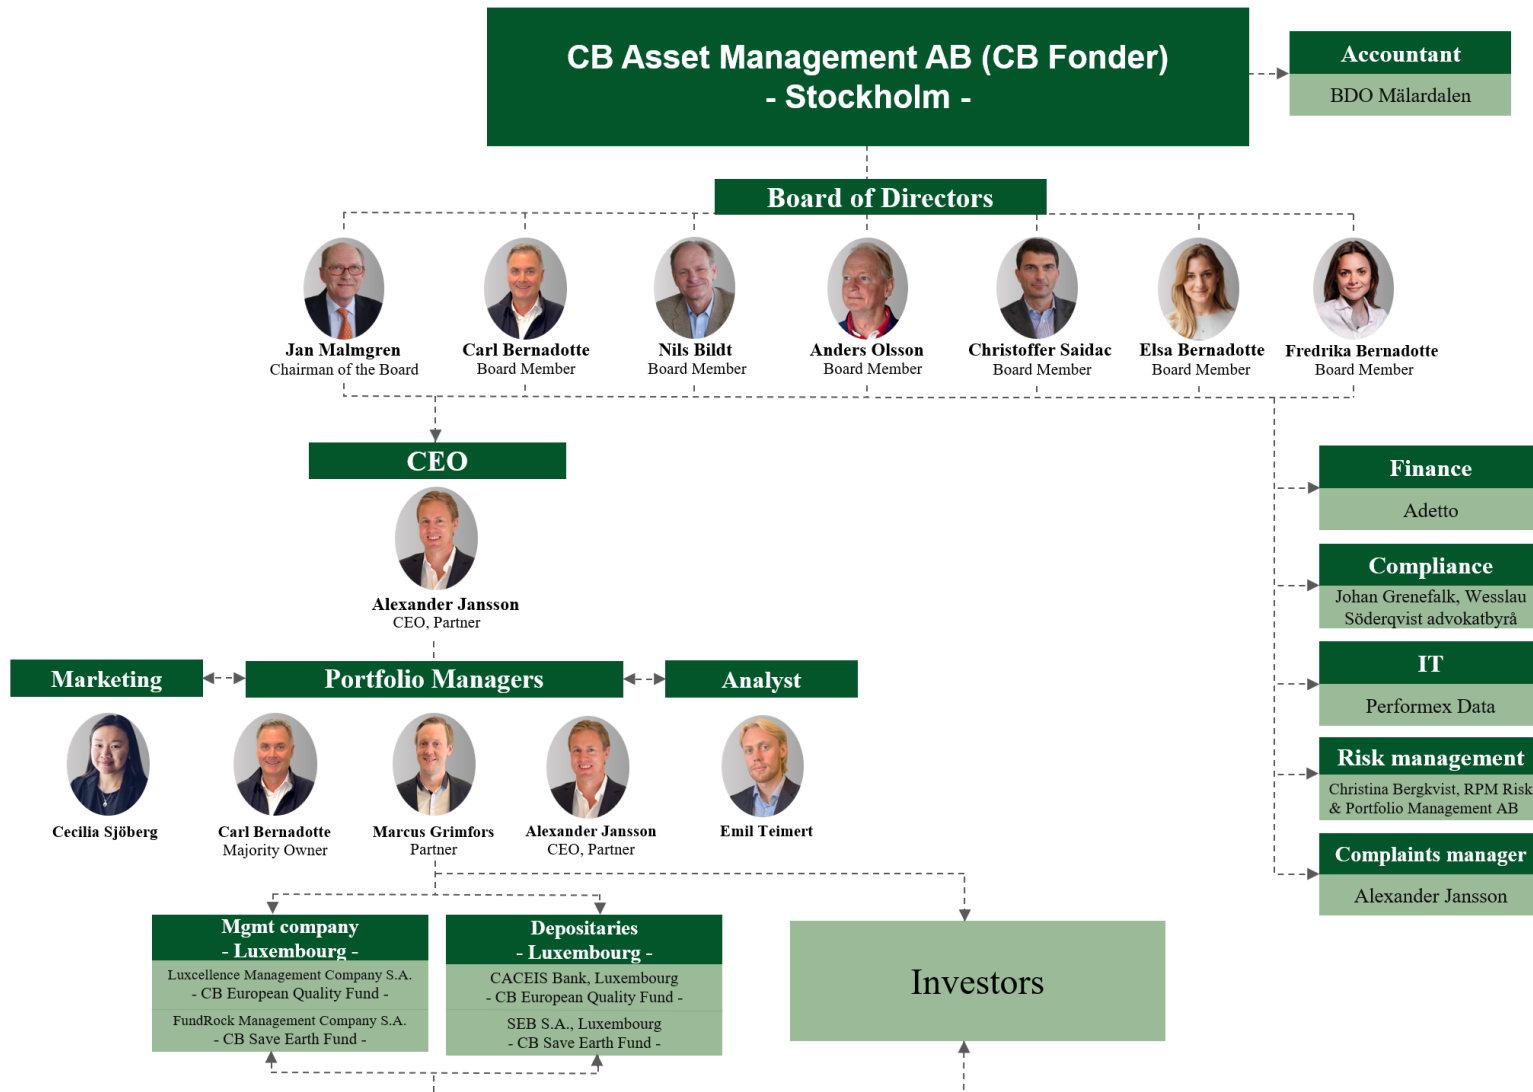 CB Asset Management AB (CB Fonder)
- Stockholm -
Accountant
BDO Mälardalen
Board of Directors
Jan Malmgren
Chairman of the Board
Carl Bernadotte
Board Member
Nils Bildt
Board Member
Anders Olsson
Board Member
Christoffer Saidac
Board Member
Elsa Bernadotte
Board Member
Fredrika Bernadotte
Board Member
CEO
Alexander Jansson
CEO, Partner
Finance
Adetto
Compliance
Johan Grenefalk, Wesslau
Söderqvist advokatbyrå
IT
Performex Data
Risk management
Christina Bergkvist, RPM Risk
& Portfolio Management AB
Complaints manager
Alexander Jansson
Marketing
Portfolio Managers
Analyst
Cecilia Sjöberg
Carl Bernadotte
Majority Owner
Marcus Grimfors
Partner
Alexander Jansson
CEO, Partner
Emil Teimert
Mgmt company
- Luxembourg -
Luxcellence Management Company S.A.
- CB European Quality Fund -
FundRock Management Company S.A.
- CB Save Earth Fund -
Depositaries
- Luxembourg -
CACEIS Bank, Luxembourg
- CB European Quality Fund -
SEB S.A., Luxembourg
- CB Save Earth Fund -
Investors